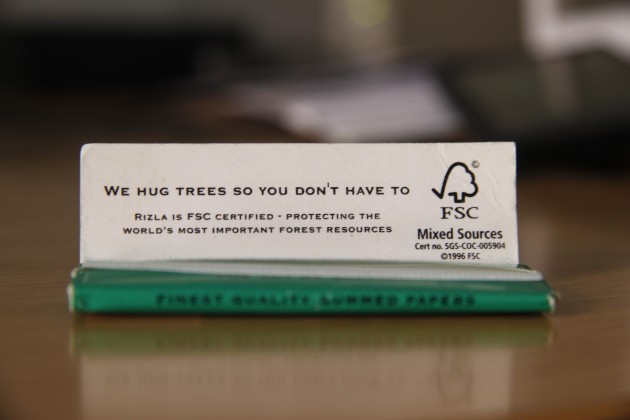 WE HUG TREES SO YOU DON'T HAVE TO
RIZLA IS FSC CERTIFIED - PROTECTING THE
WORLD'S MOST IMPORTANT FOREST RESOURCES
©
FSC
Mixed Sources
Cert no. SGS-COC-005904
©1996 FSC
FINEST QUALITY GUMMED PAPERS